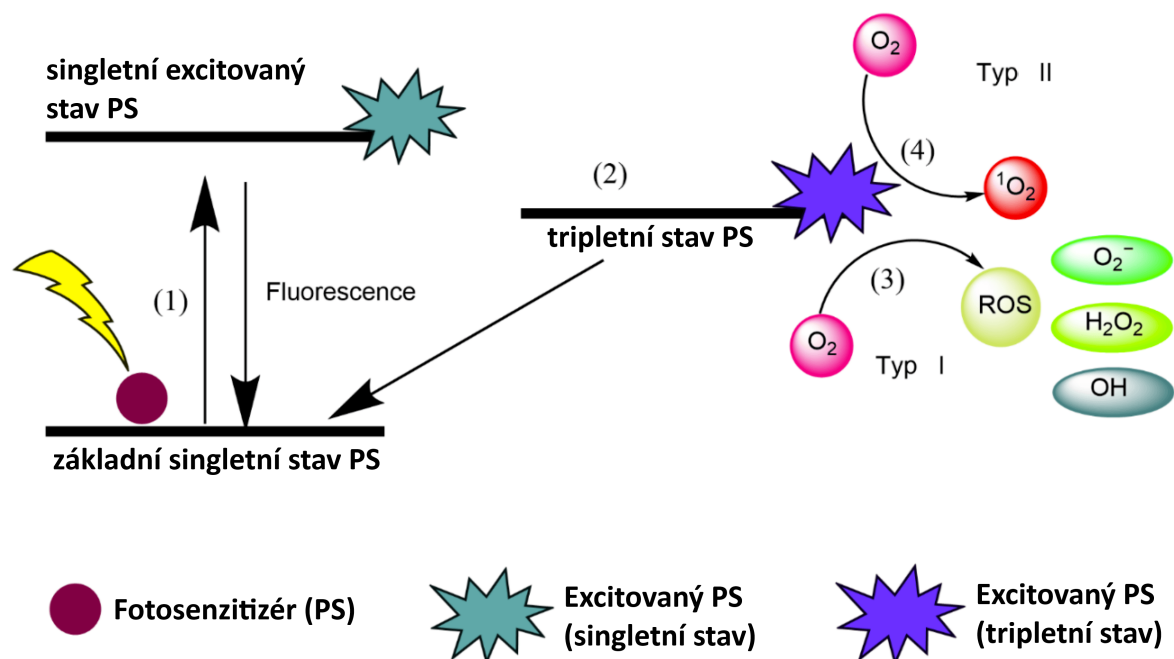 singletní excitovaný
stav PS
O₂
Typ II
(4)
¹O₂
(2)
tripletní stav PS
(1)
Fluorescence
(3)
O₂
Typ I
ROS
O₂⁻
H₂O₂
OH
základní singletní stav PS
Fotosenzitizér (PS)
Excitovaný PS
(singletní stav)
Excitovaný PS
(tripletní stav)